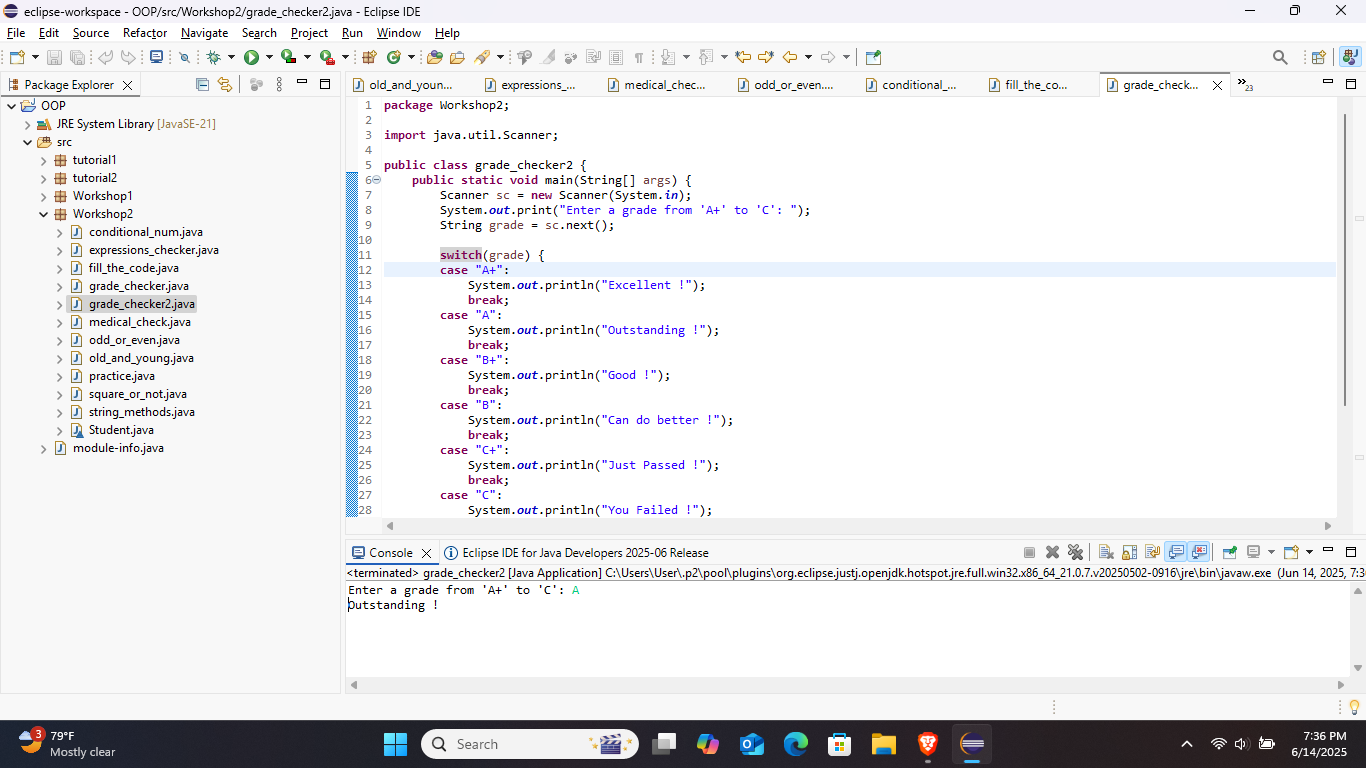 eclipse-workspace - OOP/src/Workshop2/grade_checker2.java - Eclipse IDE
File Edit Source Refactor Navigate Search Project Run Window Help
Package Explorer
OOP
JRE System Library [JavaSE-21]
src
tutorial1
tutorial2
Workshop1
Workshop2
conditional_num.java
expressions_checker.java
fill_the_code.java
grade_checker.java
grade_checker2.java
medical_check.java
odd_or_even.java
old_and_young.java
practice.java
square_or_not.java
string_methods.java
Student.java
module-info.java
old_and_youn... expressions_... medical_chec... odd_or_even.... conditional_... fill_the_co... grade_check... »23
1 package Workshop2;
2
3 import java.util.Scanner;
4
5 public class grade_checker2 {
6 public static void main(String[] args) {
7 Scanner sc = new Scanner(System.in);
8 System.out.print("Enter a grade from 'A+' to 'C': ");
9 String grade = sc.next();
10
11 switch(grade) {
12 case "A+":
13 System.out.println("Excellent !");
14 break;
15 case "A":
16 System.out.println("Outstanding !");
17 break;
18 case "B+":
19 System.out.println("Good !");
20 break;
21 case "B":
22 System.out.println("Can do better !");
23 break;
24 case "C+":
25 System.out.println("Just Passed !");
26 break;
27 case "C":
28 System.out.println("You Failed !");
Console Eclipse IDE for Java Developers 2025-06 Release
<terminated> grade_checker2 [Java Application] C:\Users\User\.p2\pool\plugins\org.eclipse.justj.openjdk.hotspot.jre.full.win32.x86_64_21.0.7.v20250502-0916\jre\bin\javaw.exe (Jun 14, 2025, 7:3
Enter a grade from 'A+' to 'C': A
Outstanding !
3
79°F
Mostly clear
Search
7:36 PM
6/14/2025